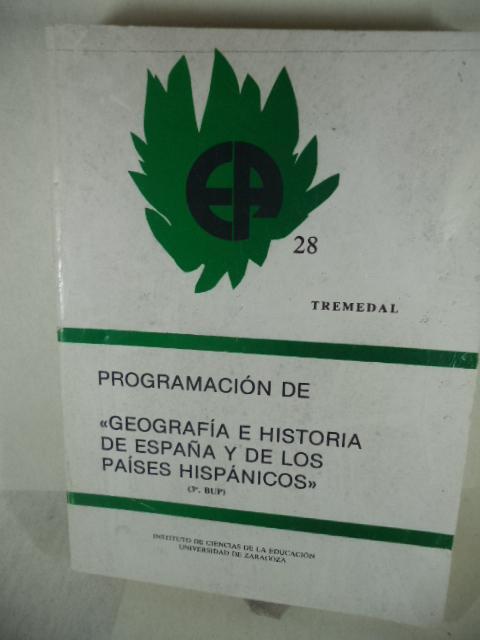 EA
28
TREMEDAL
PROGRAMACIÓN DE
«GEOGRAFÍA E HISTORIA
DE ESPAÑA Y DE LOS
PAÍSES HISPÁNICOS»
(3º. BUP)
INSTITUTO DE CIENCIAS DE LA EDUCACIÓN
UNIVERSIDAD DE ZARAGOZA